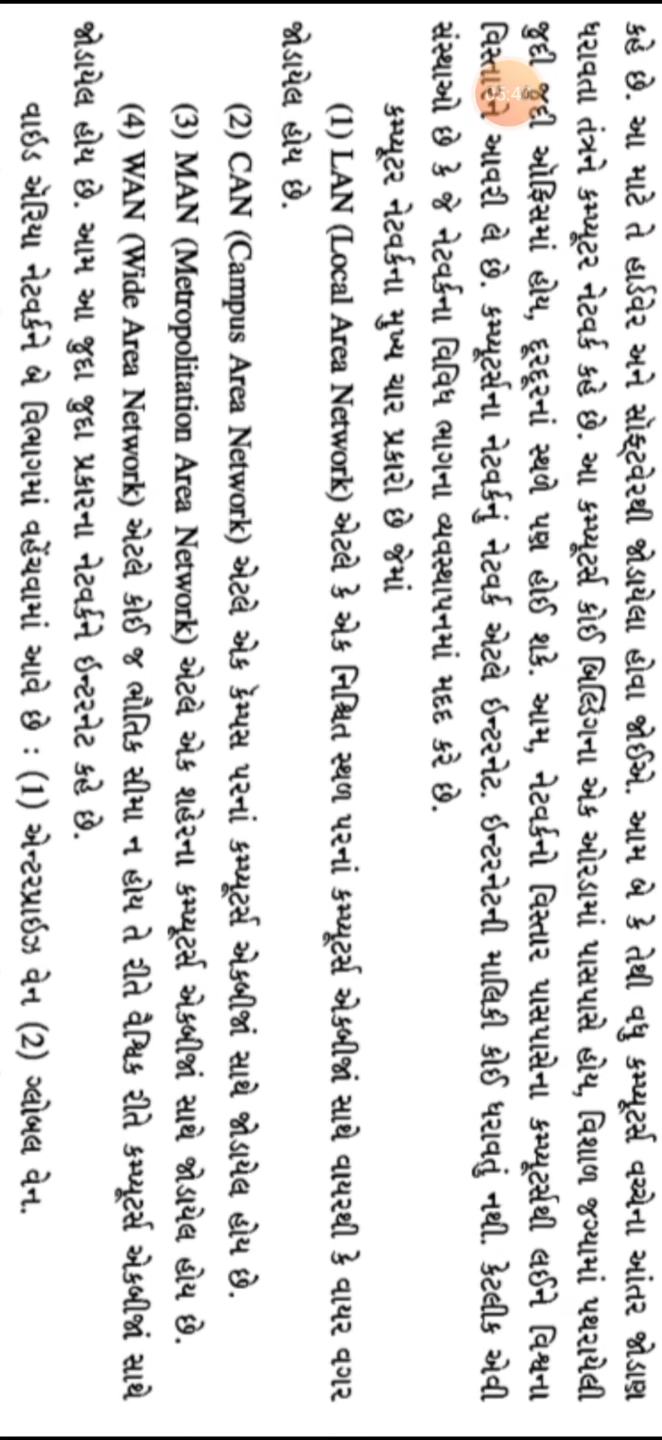 કહે છે. આ માટે તે હાર્ડવેર અને સોફ્ટવેરથી જોડાયેલા હોવા જોઈએ. આમ બે કે તેથી વધુ કમ્પ્યૂટર્સ વચ્ચેના આંતર જોડાણ
ધરાવતા તંત્રને કમ્પ્યૂટર નેટવર્ક કહે છે. આ કમ્પ્યૂટર્સ કોઈ બિલ્ડિંગના એક ઓરડામાં પાસપાસે હોય, વિશાળ જગ્યામાં પથરાયેલી
જુદી જુદી ઓફિસમાં હોય, દૂરદૂરનાં સ્થળે પણ હોઈ શકે. આમ, નેટવર્કનો વિસ્તાર પાસપાસેના કમ્પ્યૂટર્સથી લઈને વિશ્વના
આવરી લે છે. કમ્પ્યૂટર્સના નેટવર્કનું નેટવર્ક એટલે ઈન્ટરનેટ. ઈન્ટરનેટની માલિકી કોઈ ધરાવતું નથી. કેટલીક એવી
સંસ્થાઓ છે કે જે નેટવર્કના વિવિધ ભાગના વ્યવસ્થાપનમાં મદદ કરે છે.
કમ્પ્યૂટર નેટવર્કના મુખ્ય ચાર પ્રકારો છે જેમાં
(1) LAN (Local Area Network) એટલે કે એક નિશ્ચિત સ્થળ પરનાં કમ્પ્યૂટર્સ એકબીજાં સાથે વાયરથી કે વાયર વગર
જોડાયેલ હોય છે.
(2) CAN (Campus Area Network) એટલે એક કેમ્પસ પરનાં કમ્પ્યૂટર્સ એકબીજાં સાથે જોડાયેલ હોય છે.
(3) MAN (Metropolitation Area Network) એટલે એક શહેરના કમ્પ્યૂટર્સ એકબીજાં સાથે જોડાયેલ હોય છે.
(4) WAN (Wide Area Network) એટલે કોઈ જ ભૌતિક સીમા ન હોય તે રીતે વૈશ્વિક રીતે કમ્પ્યૂટર્સ એકબીજાં સાથે
જોડાયેલ હોય છે. આમ આ જુદા જુદા પ્રકારના નેટવર્કને ઈન્ટરનેટ કહે છે.
વાઈડ એરિયા નેટવર્કને બે વિભાગમાં વહેંચવામાં આવે છે : (1) એન્ટરપ્રાઈઝ વેન (2) ગ્લોબલ વેન.